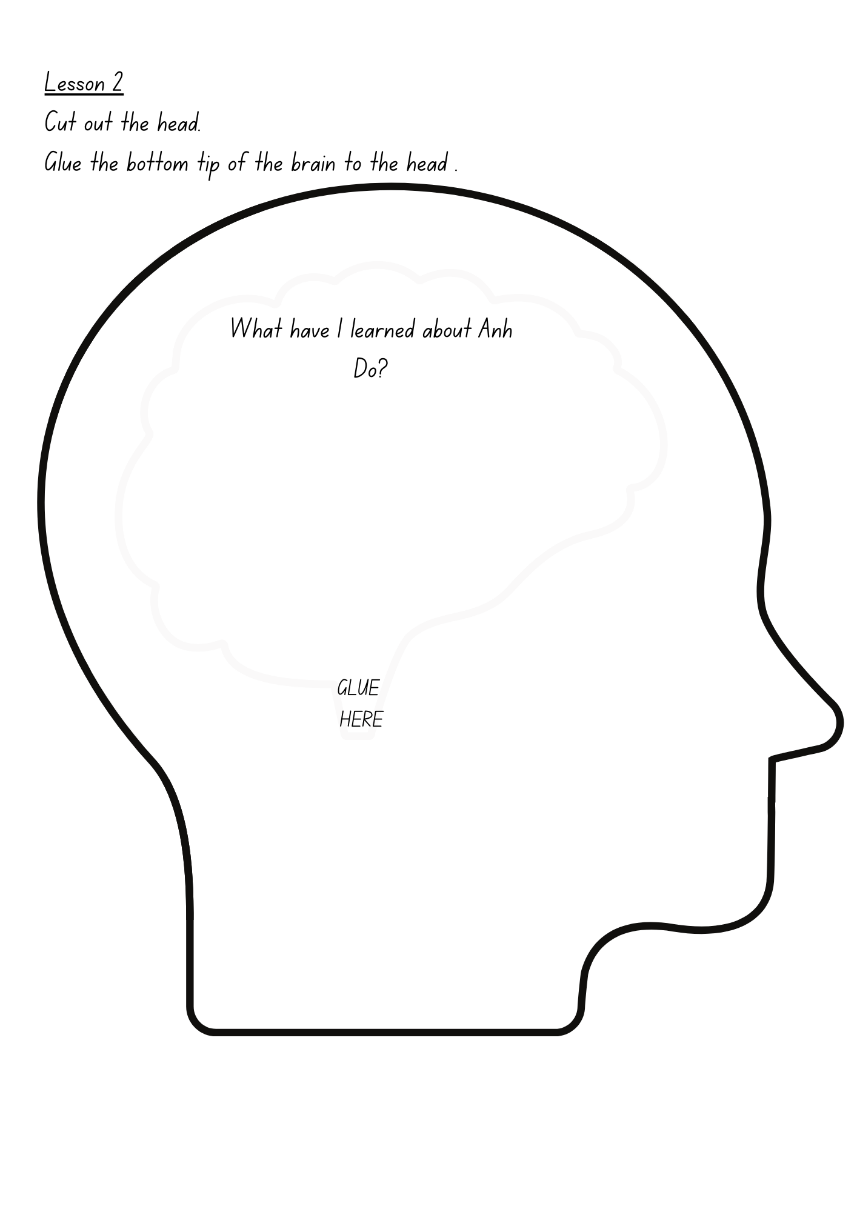 Lesson 2
Cut out the head.
Glue the bottom tip of the brain to the head .
What have I learned about Anh
Do?
GLUE
HERE